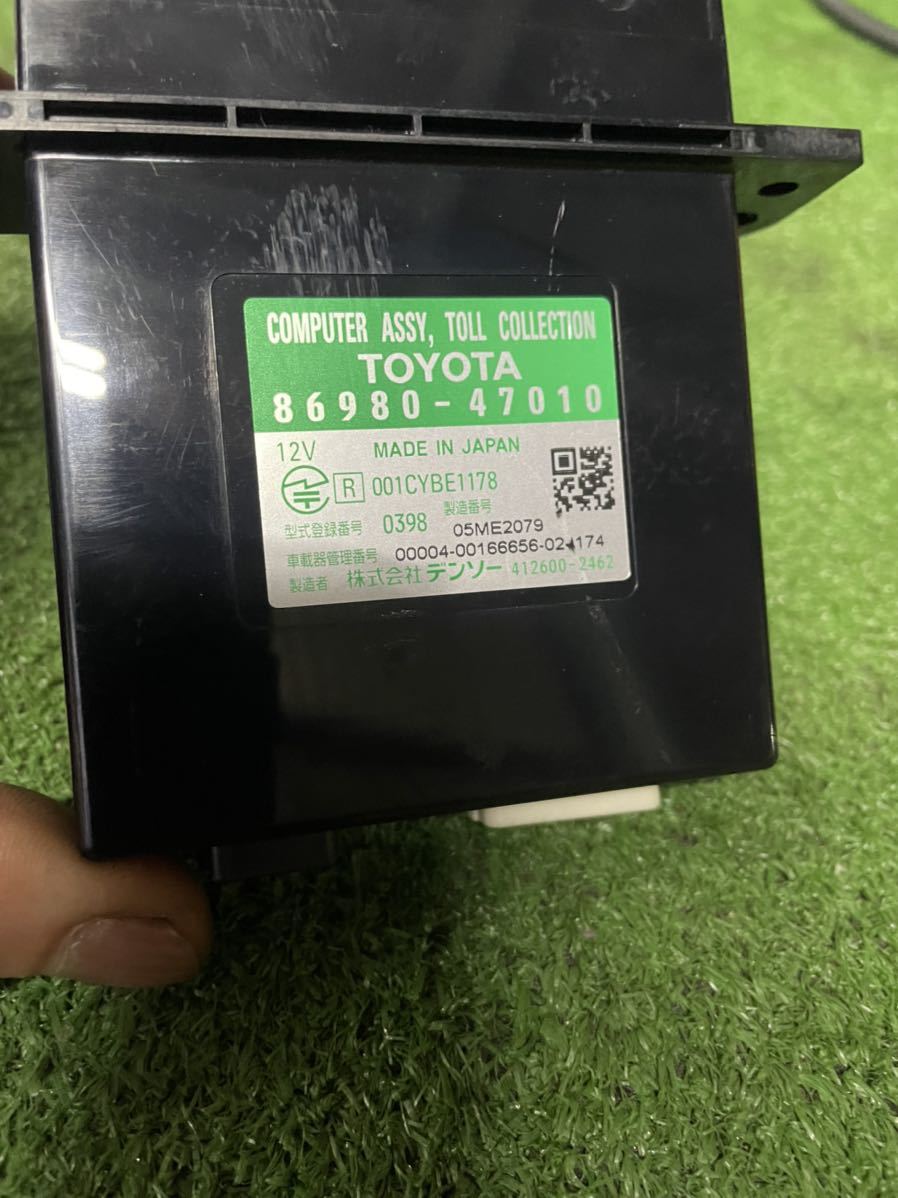 COMPUTER ASSY, TOLL COLLECTION
TOYOTA
86980-47010
12V MADE IN JAPAN
R 001CYBE1178
型式登録番号 0398 製造番号 05ME2079
車載器管理番号 00004-00166656-024174
製造者 株式会社 デンソー 412600-2462